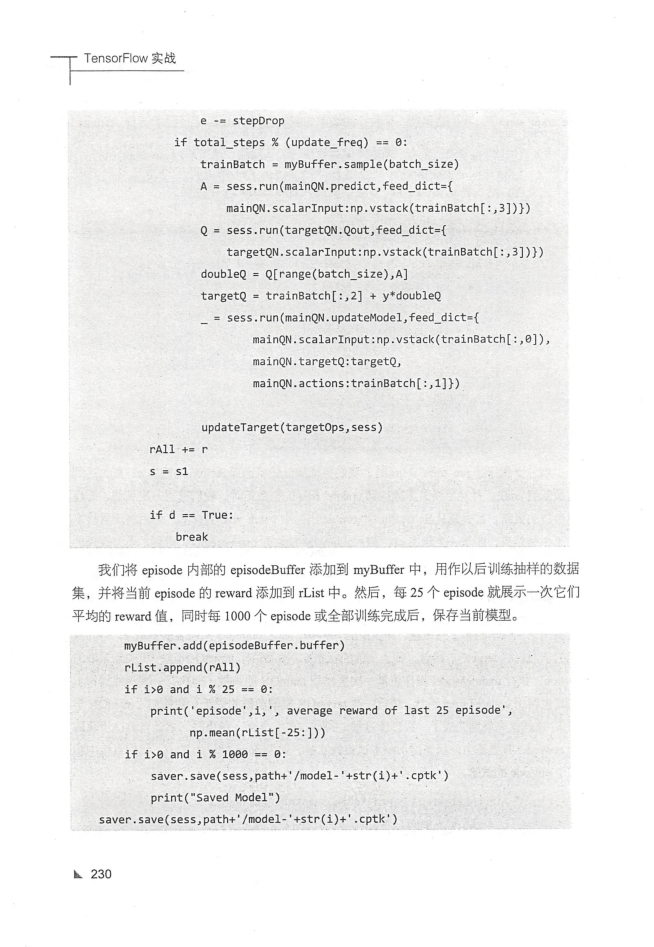 TensorFlow 实战
e -= stepDrop
if total_steps % (update_freq) == 0:
trainBatch = myBuffer.sample(batch_size)
A = sess.run(mainQN.predict,feed_dict={
mainQN.scalarInput:np.vstack(trainBatch[:,3])})
Q = sess.run(targetQN.Qout,feed_dict={
targetQN.scalarInput:np.vstack(trainBatch[:,3])})
doubleQ = Q[range(batch_size),A]
targetQ = trainBatch[:,2] + y*doubleQ
_ = sess.run(mainQN.updateModel,feed_dict={
mainQN.scalarInput:np.vstack(trainBatch[:,0]),
mainQN.targetQ:targetQ,
mainQN.actions:trainBatch[:,1]})
updateTarget(targetOps,sess)
rAll += r
s = s1
if d == True:
break
我们将 episode 内部的 episodeBuffer 添加到 myBuffer 中，用作以后训练抽样的数据
集，并将当前 episode 的 reward 添加到 rList 中。然后，每 25 个 episode 就展示一次它们
平均的 reward 值，同时每 1000 个 episode 或全部训练完成后，保存当前模型。
myBuffer.add(episodeBuffer.buffer)
rList.append(rAll)
if i>0 and i % 25 == 0:
print('episode',i,', average reward of last 25 episode',
np.mean(rList[-25:]))
if i>0 and i % 1000 == 0:
saver.save(sess,path+'/model-'+str(i)+'.cptk')
print("Saved Model")
saver.save(sess,path+'/model-'+str(i)+'.cptk')
230